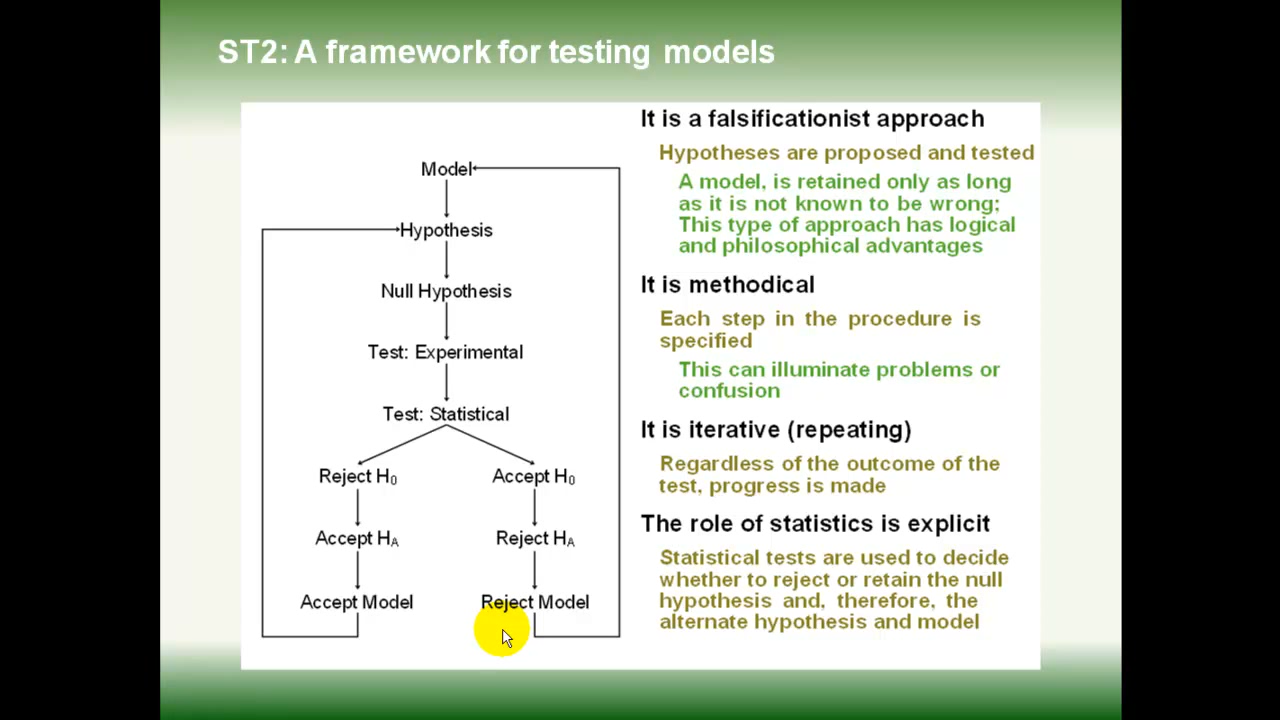 ST2: A framework for testing models
Model
Hypothesis
Null Hypothesis
Test: Experimental
Test: Statistical
Reject H0
Accept H0
Accept HA
Reject HA
Accept Model
Reject Model
It is a falsificationist approach
Hypotheses are proposed and tested
A model, is retained only as long
as it is not known to be wrong;
This type of approach has logical
and philosophical advantages
It is methodical
Each step in the procedure is
specified
This can illuminate problems or
confusion
It is iterative (repeating)
Regardless of the outcome of the
test, progress is made
The role of statistics is explicit
Statistical tests are used to decide
whether to reject or retain the null
hypothesis and, therefore, the
alternate hypothesis and model